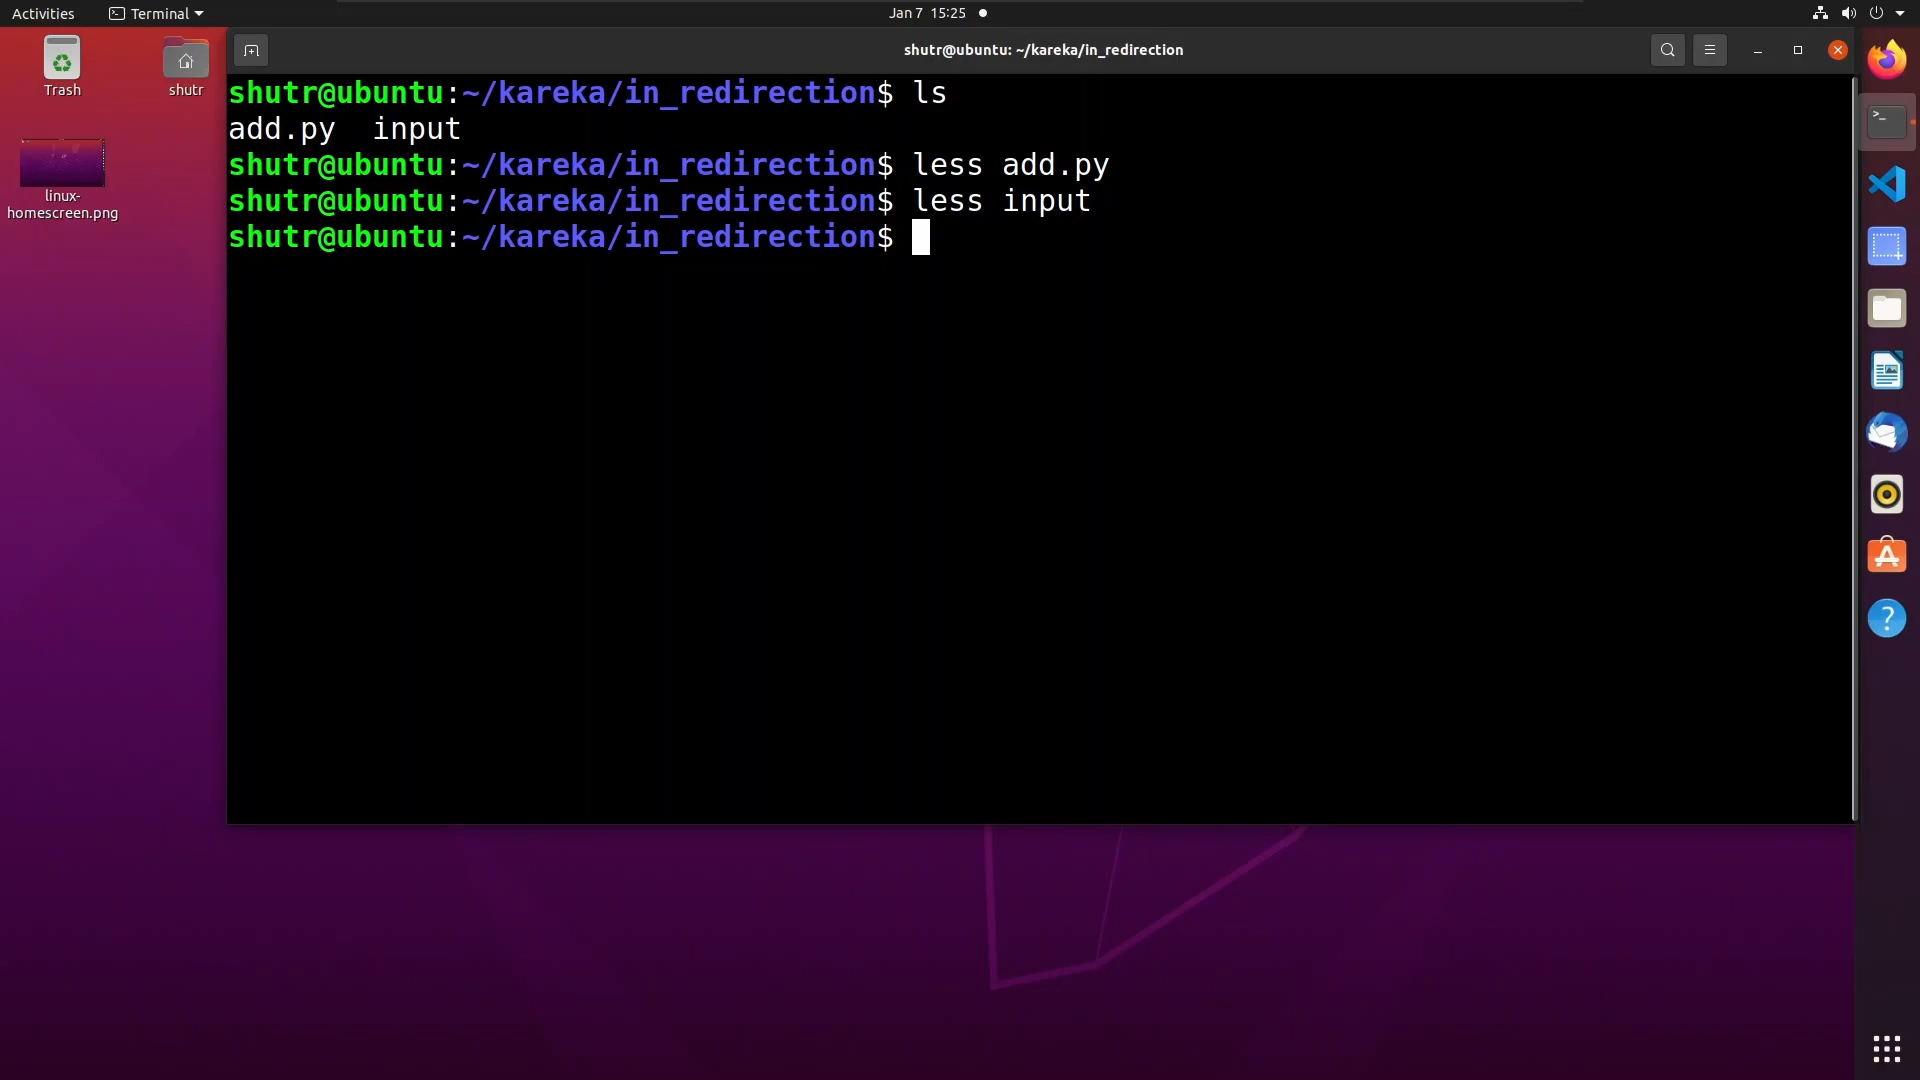 Activities
Terminal
Jan 7 15:25
Trash
shutr
linux-
homescreen.png
shutr@ubuntu: ~/kareka/in_redirection
shutr@ubuntu:~/kareka/in_redirection$ ls
add.py  input
shutr@ubuntu:~/kareka/in_redirection$ less add.py
shutr@ubuntu:~/kareka/in_redirection$ less input
shutr@ubuntu:~/kareka/in_redirection$